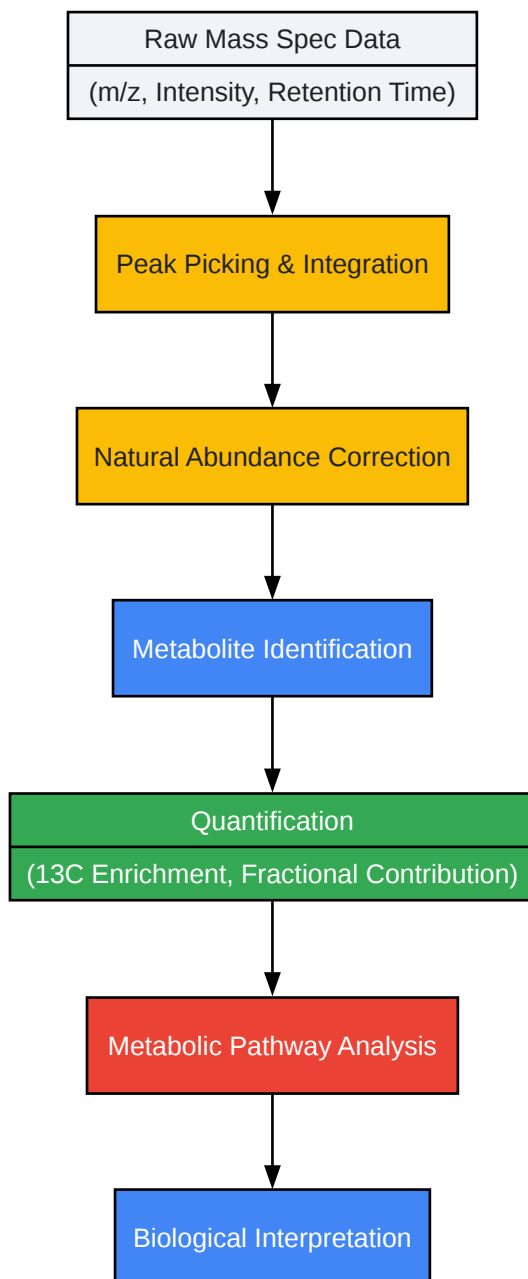 Raw Mass Spec Data
(m/z, Intensity, Retention Time)
Peak Picking & Integration
Natural Abundance Correction
Metabolite Identification
Quantification
(13C Enrichment, Fractional Contribution)
Metabolic Pathway Analysis
Biological Interpretation